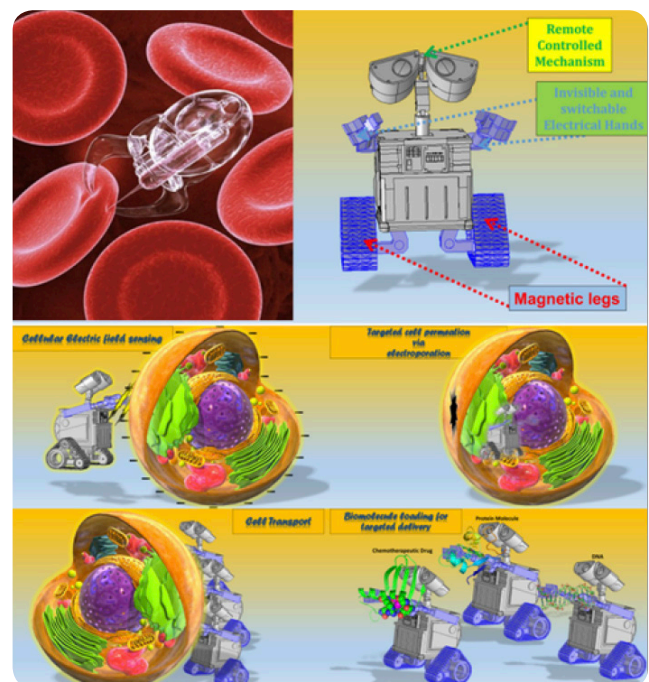 Remote
Controlled
Mechanism
Invisible and
switchable
Electrical Hands
Magnetic legs
Cellular Electric field sensing
Targeted cell permeation
via
electroporation
Cell Transport
Biomolecule loading for
targeted delivery
Protein Molecule
Chemotherapeutic Drug
DNA